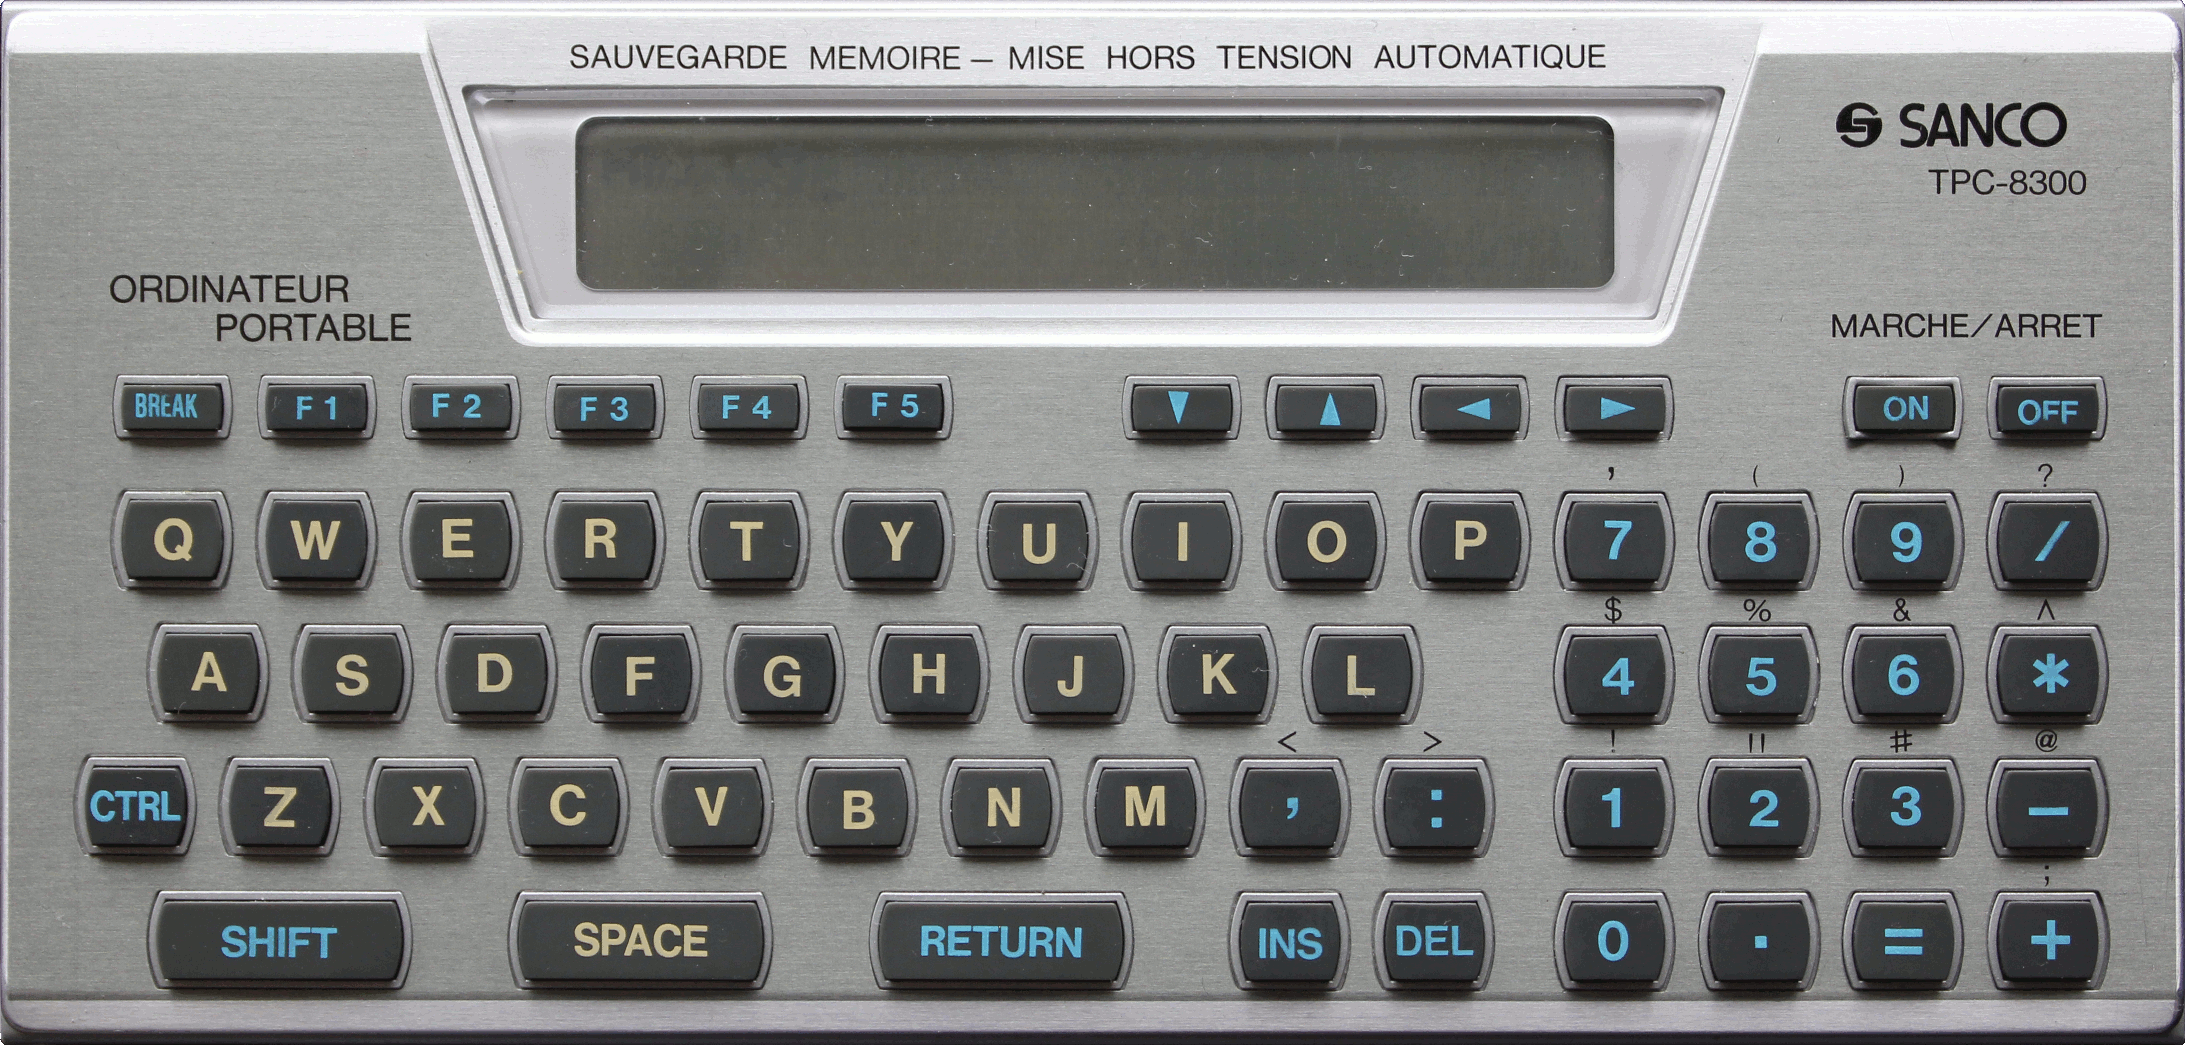 SAUVEGARDE MEMOIRE – MISE HORS TENSION AUTOMATIQUE
SANCO
TPC-8300
ORDINATEUR
PORTABLE
MARCHE/ARRET
BREAK F1 F2 F3 F4 F5 ▼ ▲ ◀ ▶ ON OFF
, ( ) ?
Q W E R T Y U I O P 7 8 9 /
$ % & ^
A S D F G H J K L 4 5 6 *
< > ! " # @
CTRL Z X C V B N M , : 1 2 3 −
;
SHIFT SPACE RETURN INS DEL 0 . = +